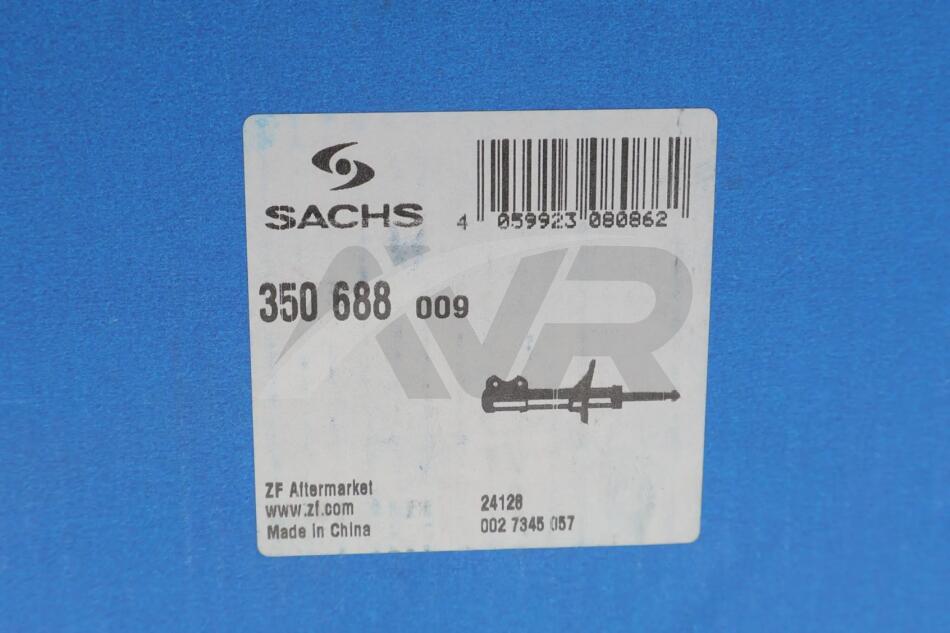 SACHS
4 059923 080862
350 688 009
AVR
ZF Aftermarket
www.zf.com
Made in China
24128
002 7345 057